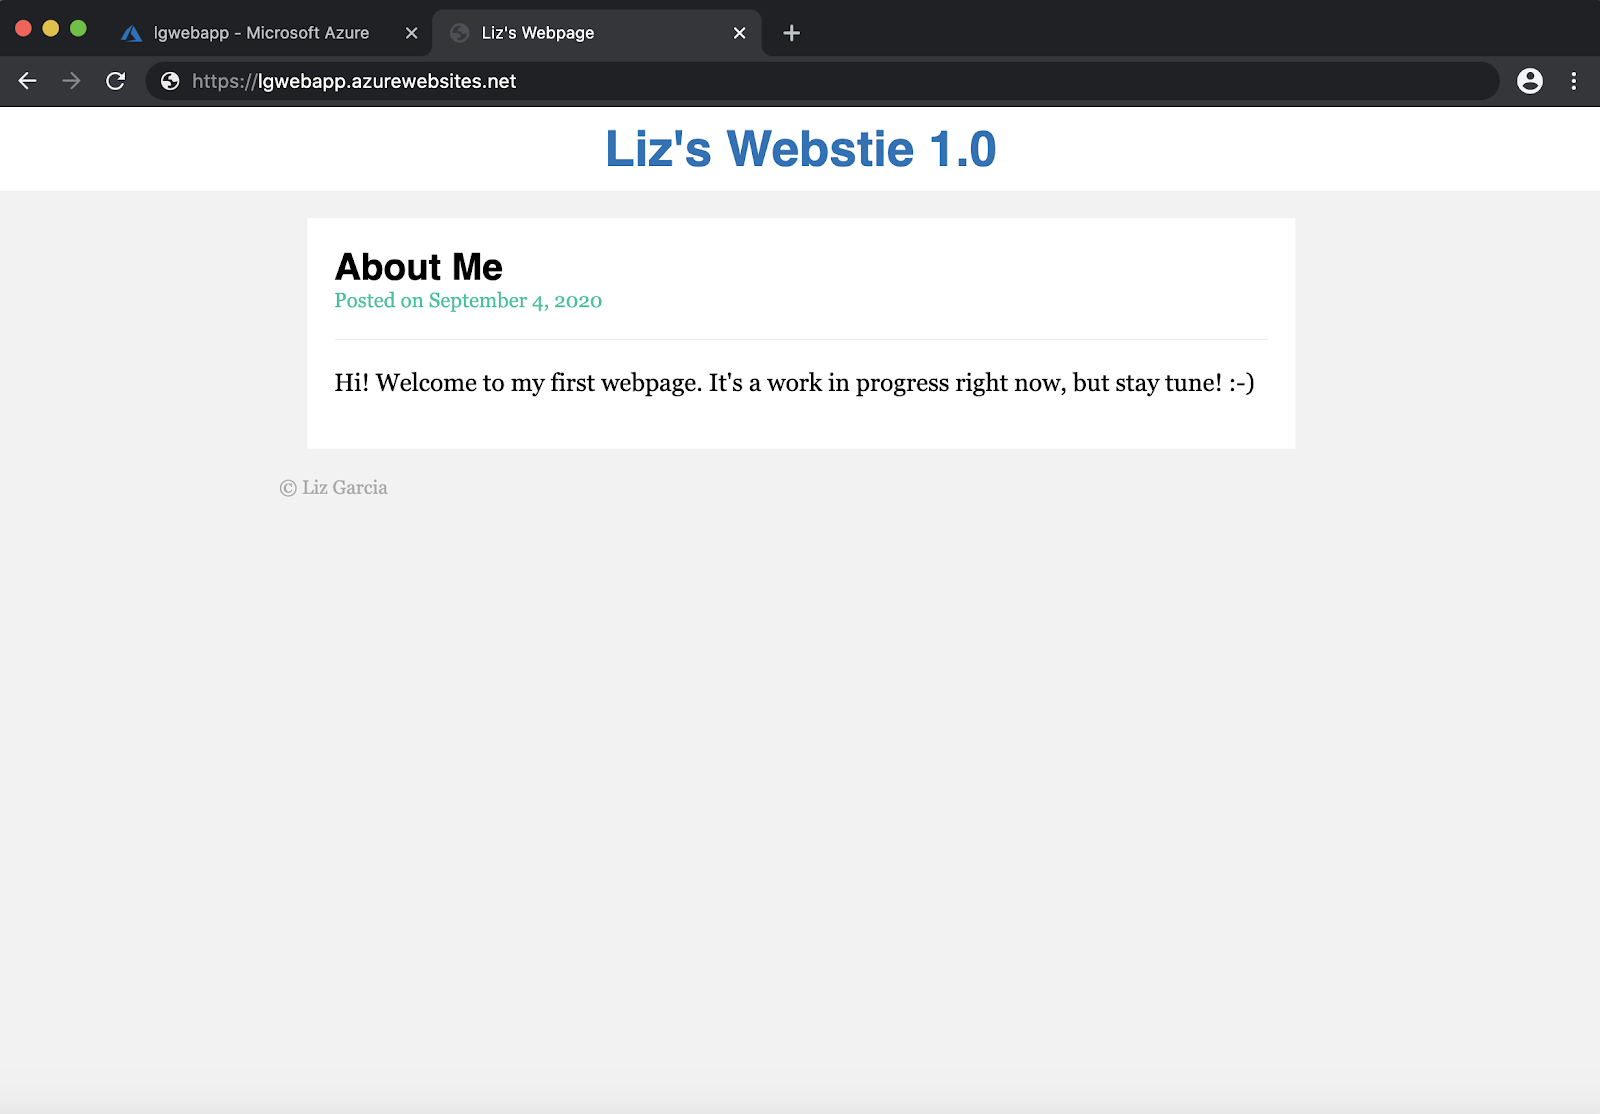 lgwebapp - Microsoft Azure
Liz's Webpage
https://lgwebapp.azurewebsites.net
Liz's Webstie 1.0
About Me
Posted on September 4, 2020
Hi! Welcome to my first webpage. It's a work in progress right now, but stay tune! :-)
© Liz Garcia